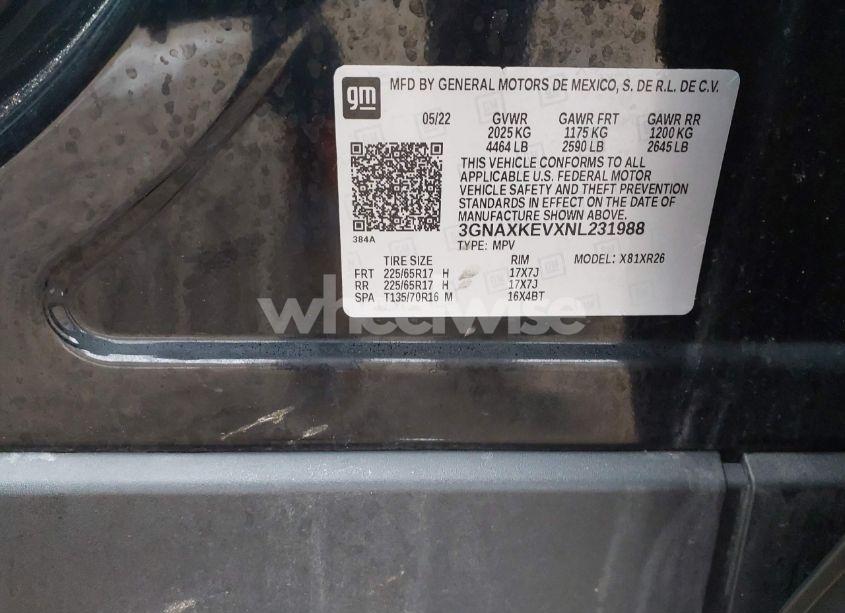 gm
MFD BY GENERAL MOTORS DE MEXICO, S. DE R.L. DE C.V.
05/22 GVWR GAWR FRT GAWR RR
2025 KG 1175 KG 1200 KG
4464 LB 2590 LB 2645 LB
THIS VEHICLE CONFORMS TO ALL
APPLICABLE U.S. FEDERAL MOTOR
VEHICLE SAFETY AND THEFT PREVENTION
STANDARDS IN EFFECT ON THE DATE OF
MANUFACTURE SHOWN ABOVE.
384A
3GNAXKEVXNL231988
TYPE: MPV
TIRE SIZE RIM MODEL: X81XR26
FRT 225/65R17 H 17X7J
RR 225/65R17 H 17X7J
SPA T135/70R16 M 16X4BT
wheelwise